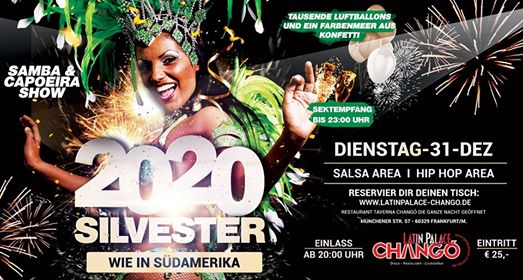 TAUSENDE LUFTBALLONS
UND EIN FARBENMEER AUS
KONFETTI
SAMBA &
CAPOEIRA
SHOW
SEKTEMPFANG
BIS 23:00 UHR
2020
SILVESTER
WIE IN SÜDAMERIKA
DIENSTAG-31-DEZ
SALSA AREA I HIP HOP AREA
RESERVIER DIR DEINEN TISCH:
WWW.LATINPALACE-CHANGO.DE
RESTAURANT TAVERNA CHANGÓ DIE GANZE NACHT GEÖFFNET
MÜNCHENER STR. 57 - 60329 FRANKFURT/M.
EINLASS
AB 20:00 UHR
LATIN PALACE
CHANGÓ
Disco - Restaurant - Cocktailbar
EINTRITT
€ 25,-